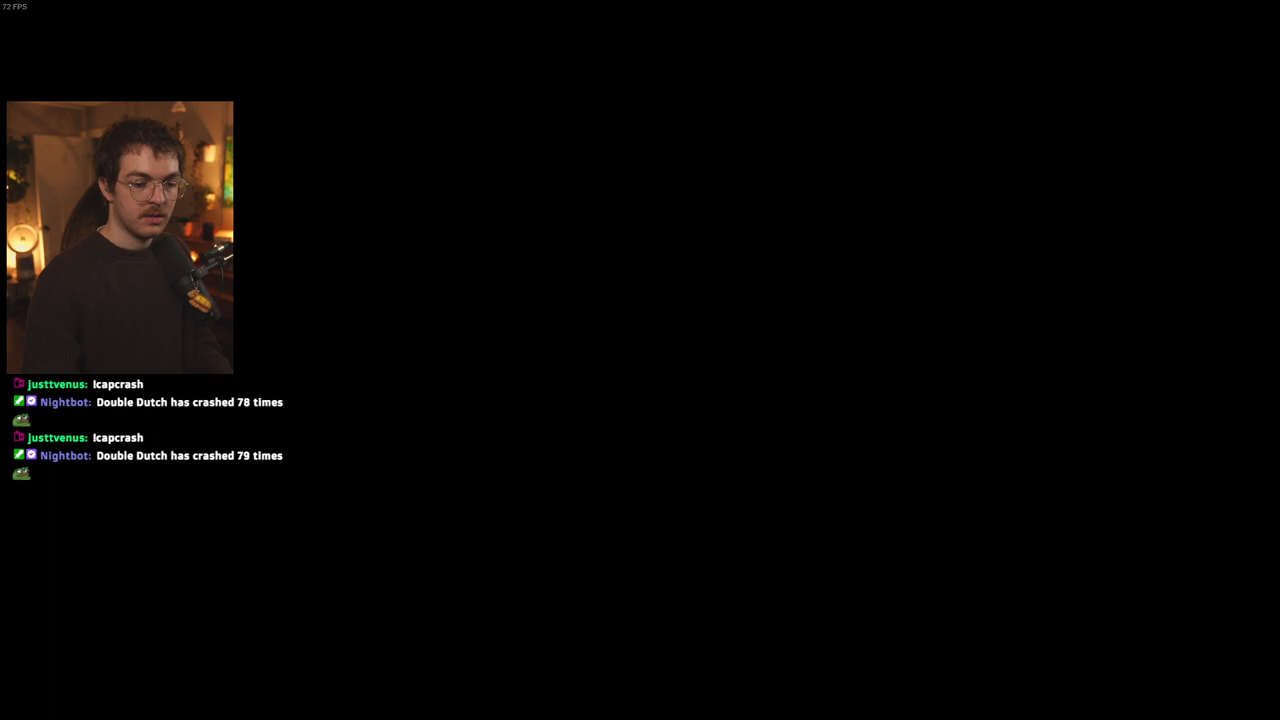 72 FPS
justtvenus: !capcrash
Nightbot: Double Dutch has crashed 78 times
justtvenus: !capcrash
Nightbot: Double Dutch has crashed 79 times